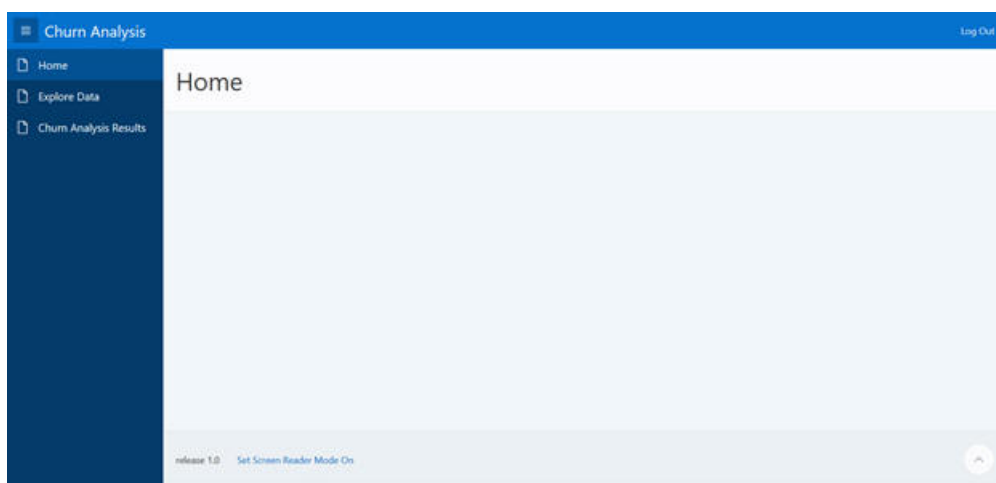 Churn Analysis
Log Out
Home
Explore Data
Churn Analysis Results
Home
release 1.0
Set Screen Reader Mode On